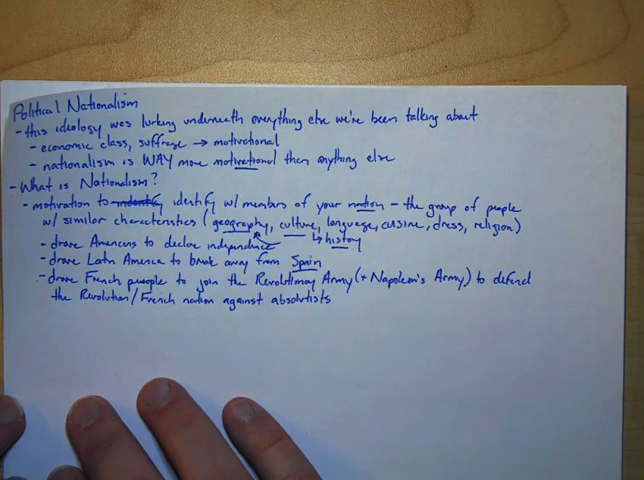 Political Nationalism
- this ideology was lurking underneath everything else we've been talking about
- economic class, suffrage → motivational
- nationalism is WAY more motivational than anything else
- What is Nationalism?
- motivation to indentify identify w/ members of your nation - the group of people
w/ similar characteristics (geography, culture, language, cuisine, dress, religion)
↳ history
- drove Americans to declare independence
- drove Latin America to break away from Spain
- drove French people to join the Revolutionary Army (+ Napoleon's Army) to defend
the Revolution/French nation against absolutists